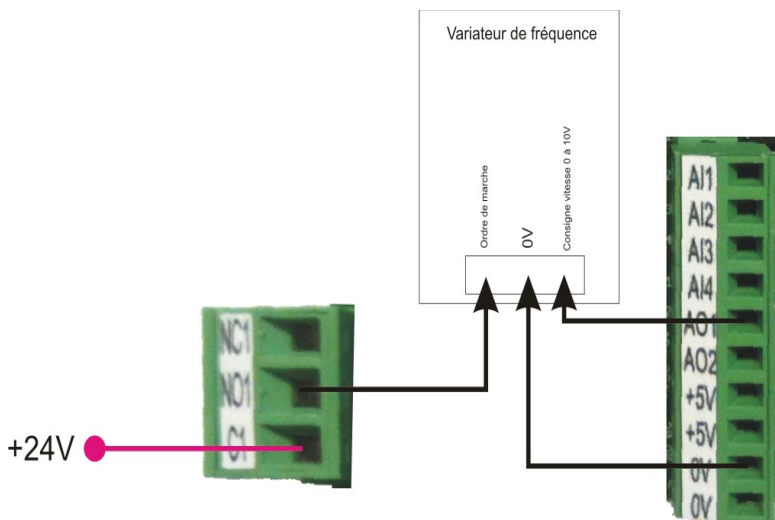 Variateur de fréquence
Ordre de marche
0V
Consigne vitesse 0 à 10V
NC1
NO1
C1
+24V
AI1
AI2
AI3
AI4
AO1
AO2
+5V
+5V
0V
0V